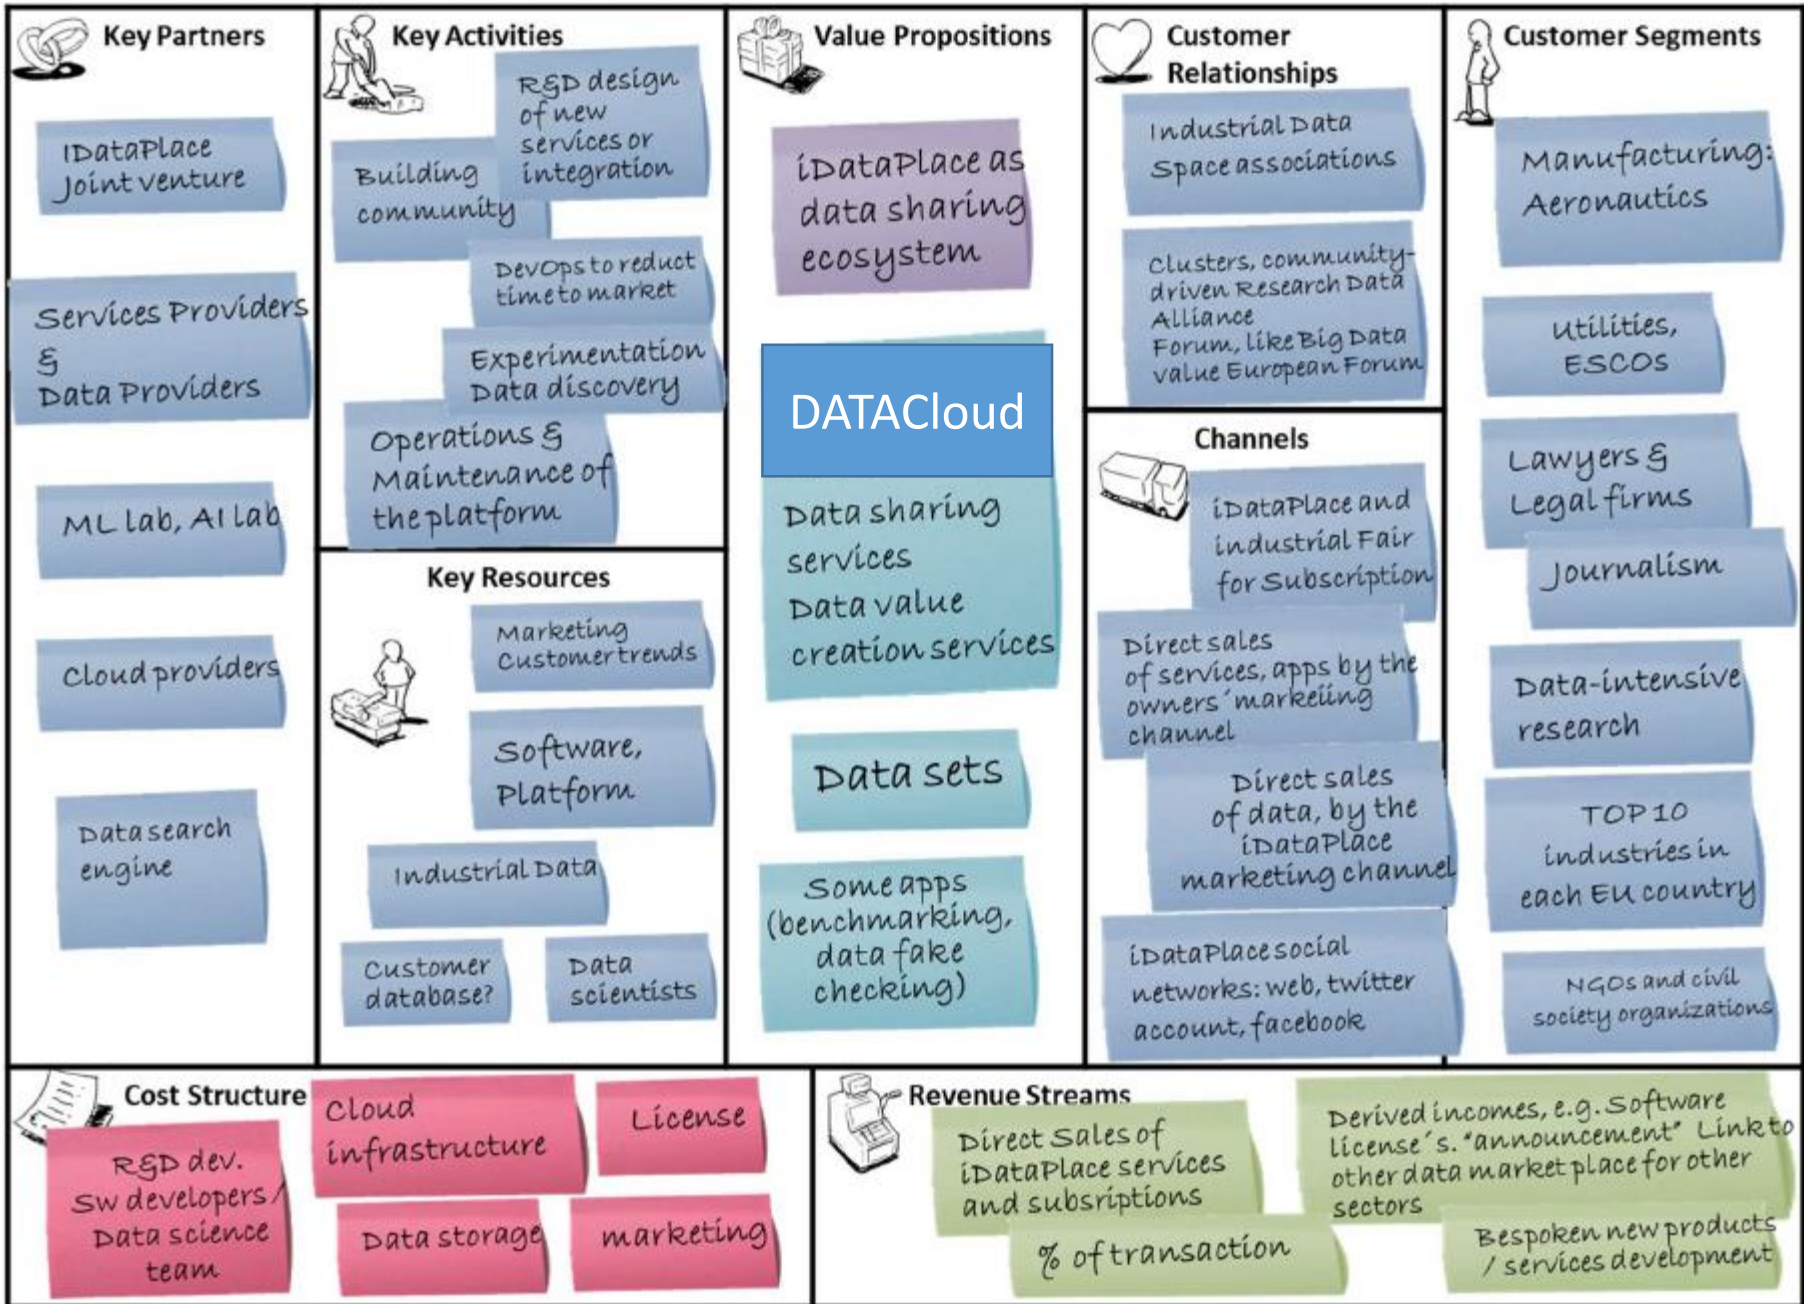 Key Partners
IDataPlace
Joint venture
Services Providers
&
Data Providers
ML lab, AI lab
Cloud providers
Data search
engine
Key Activities
R&D design
of new
services or
integration
Building
community
DevOps to reduct
time to market
Experimentation
Data discovery
Operations &
Maintenance of
the platform
Key Resources
Marketing
Customer trends
Software,
Platform
Industrial Data
Customer
database?
Data
scientists
Value Propositions
iDataPlace as
data sharing
ecosystem
DATACloud
Data sharing
services
Data value
creation services
Data sets
Some apps
(benchmarking,
data fake
checking)
Customer
Relationships
Industrial Data
Space associations
Clusters, community-
driven Research Data
Alliance
Forum, like Big Data
value European Forum
Channels
iDataPlace and
industrial Fair
for Subscription
Direct sales
of services, apps by the
owners´markeiing
channel
Direct sales
of data, by the
iDataPlace
marketing channel
iDataPlace social
networks: web, twitter
account, facebook
Customer Segments
Manufacturing:
Aeronautics
utilities,
ESCOs
Lawyers &
Legal firms
Journalism
Data-intensive
research
TOP 10
industries in
each EU country
NGOs and civil
society organizations
Cost Structure
R&D dev.
SW developers /
Data science
team
Cloud
infrastructure
License
Data storage
marketing
Revenue Streams
Direct Sales of
iDataPlace services
and subsriptions
% of transaction
Derived incomes, e.g. Software
license´s. "announcement" Link to
other data market place for other
sectors
Bespoken new products
/ services development